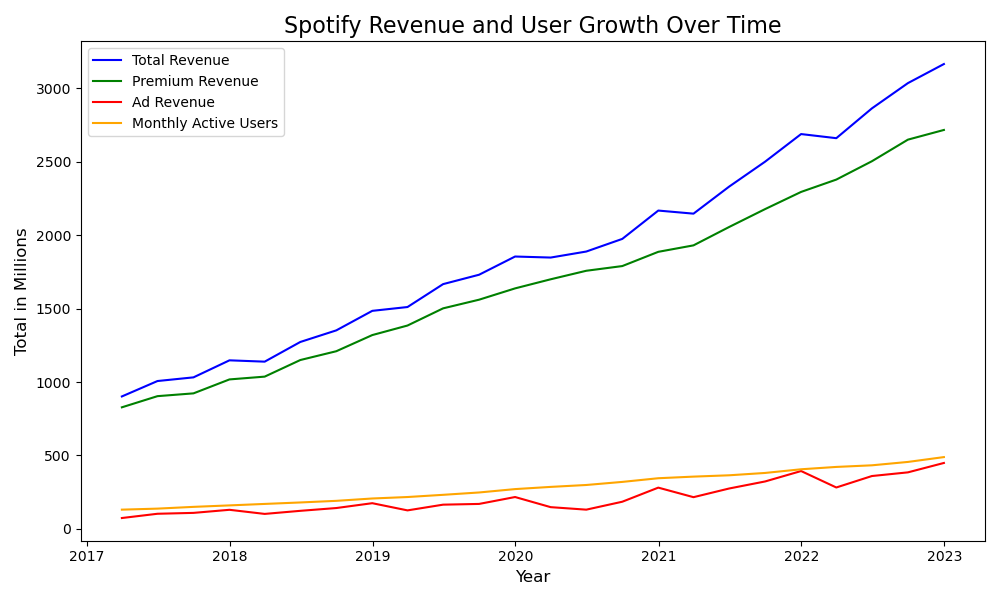 Spotify Revenue and User Growth Over Time
Total Revenue
Premium Revenue
Ad Revenue
Monthly Active Users
3000
2500
2000
1500
1000
500
0
Total in Millions
2017 2018 2019 2020 2021 2022 2023
Year